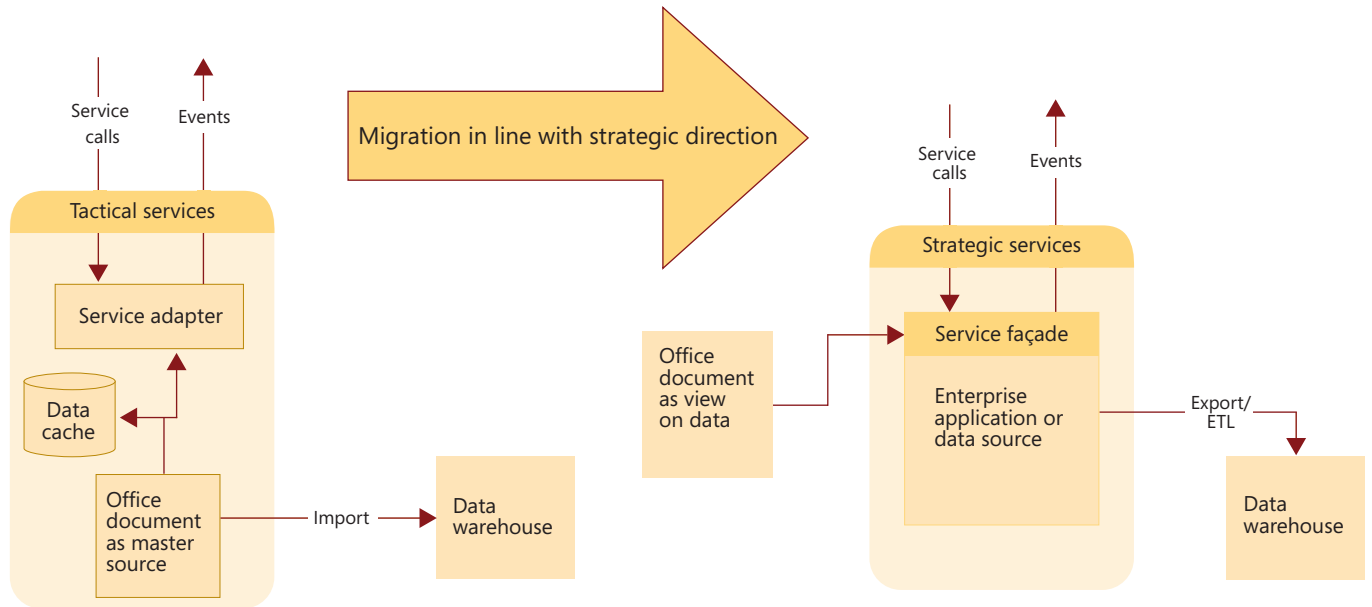 Service
calls
Events
Tactical services
Service adapter
Data
cache
Office
document
as master
source
Import
Data
warehouse
Migration in line with strategic direction
Service
calls
Events
Strategic services
Office
document
as view
on data
Service façade
Enterprise
application or
data source
Export/
ETL
Data
warehouse